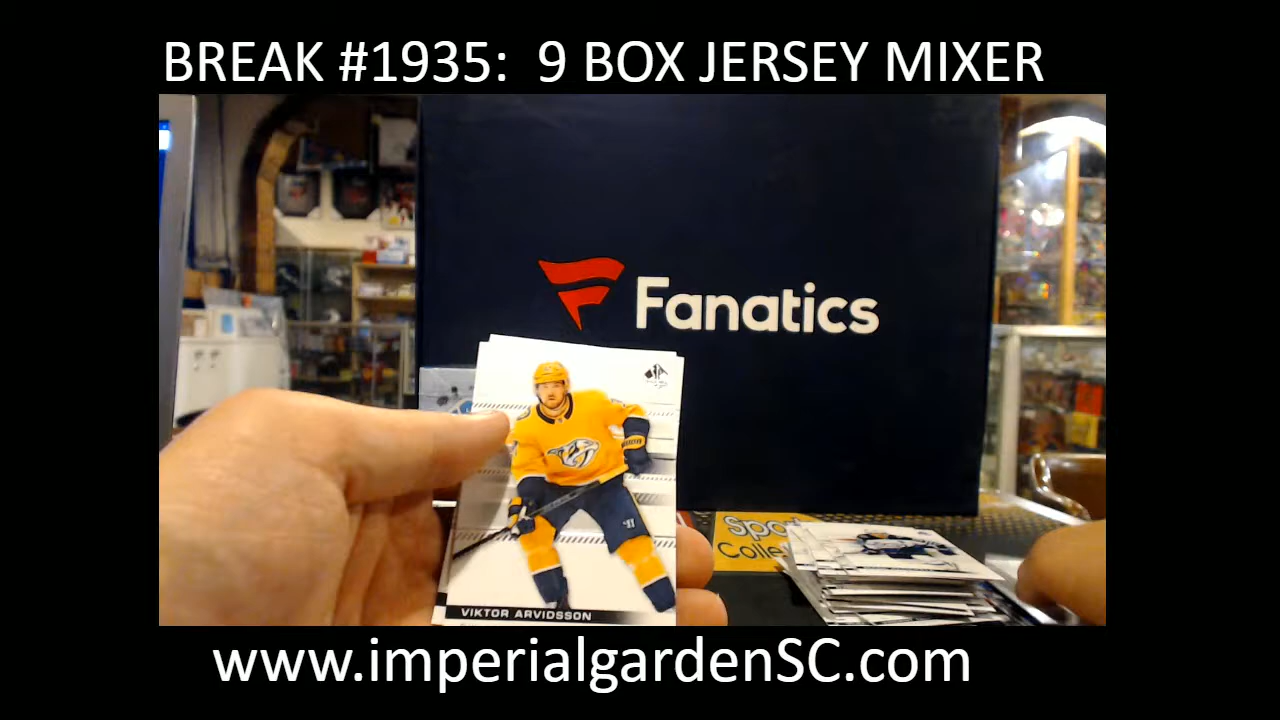 BREAK #1935: 9 BOX JERSEY MIXER
Fanatics
VIKTOR ARVIDSSON
www.imperialgardenSC.com